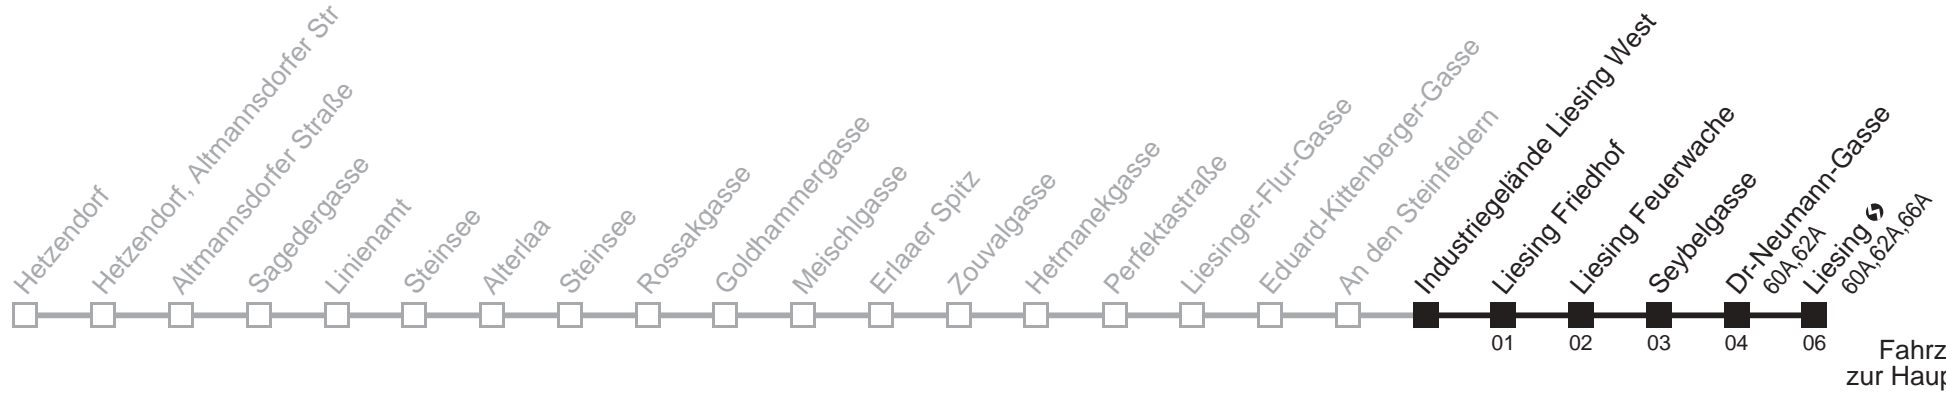 Hetzendorf
Hetzendorf, Altmannsdorfer Str
Altmannsdorfer Straße
Sagedergasse
Linienamt
Steinsee
Alterlaa
Steinsee
Rossakgasse
Goldhammergasse
Meischlgasse
Erlaaer Spitz
Zouvalgasse
Hetmanekgasse
Perfektastraße
Liesinger-Flur-Gasse
Eduard-Kittenberger-Gasse
An den Steinfeldern
Industriegelände Liesing West
Liesing Friedhof
Liesing Feuerwache
Seybelgasse
Dr-Neumann-Gasse
60A,62A
Liesing
60A,62A,66A
01
02
03
04
06
Fahrz
zur Haup